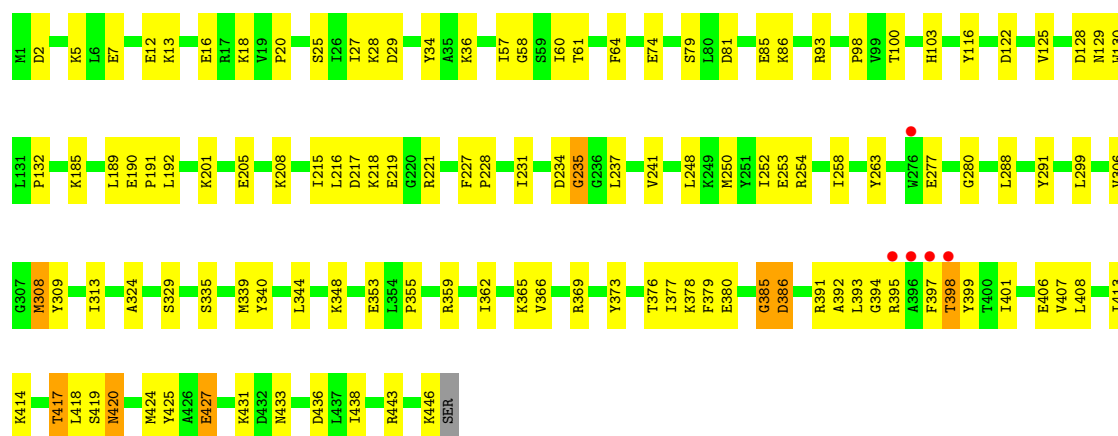 M1 D2 K5 L6 E7 E12 K13 E16 R17 K18 V19 P20 S25 I26 I27 K28 D29 Y34 A35 K36 I57 G58 S59 I60 T61 F64 E74 S79 L80 D81 E85 K86 R93 P98 V99 T100 H103 Y116 D122 V125 D128 N129 W130
L131 P132 K185 L189 E190 P191 L192 K201 E205 K208 I215 L216 D217 K218 E219 G220 R221 F227 P228 I231 D234 G235 G236 L237 V241 L248 K249 M250 Y251 I252 E253 R254 I258 Y263 W276 E277 G280 L288 Y291 L299
G307 M308 Y309 I313 A324 S329 S335 M339 Y340 L344 K348 E353 L354 P355 R359 I362 K365 V366 R369 Y373 T376 I377 K378 F379 E380 G385 D386 R391 A392 L393 G394 R395 A396 F397 T398 Y399 T400 I401 E406 V407 L408
K414 T417 L418 S419 N420 M424 Y425 A426 E427 K431 D432 N433 D436 L437 I438 R443 K446 SER